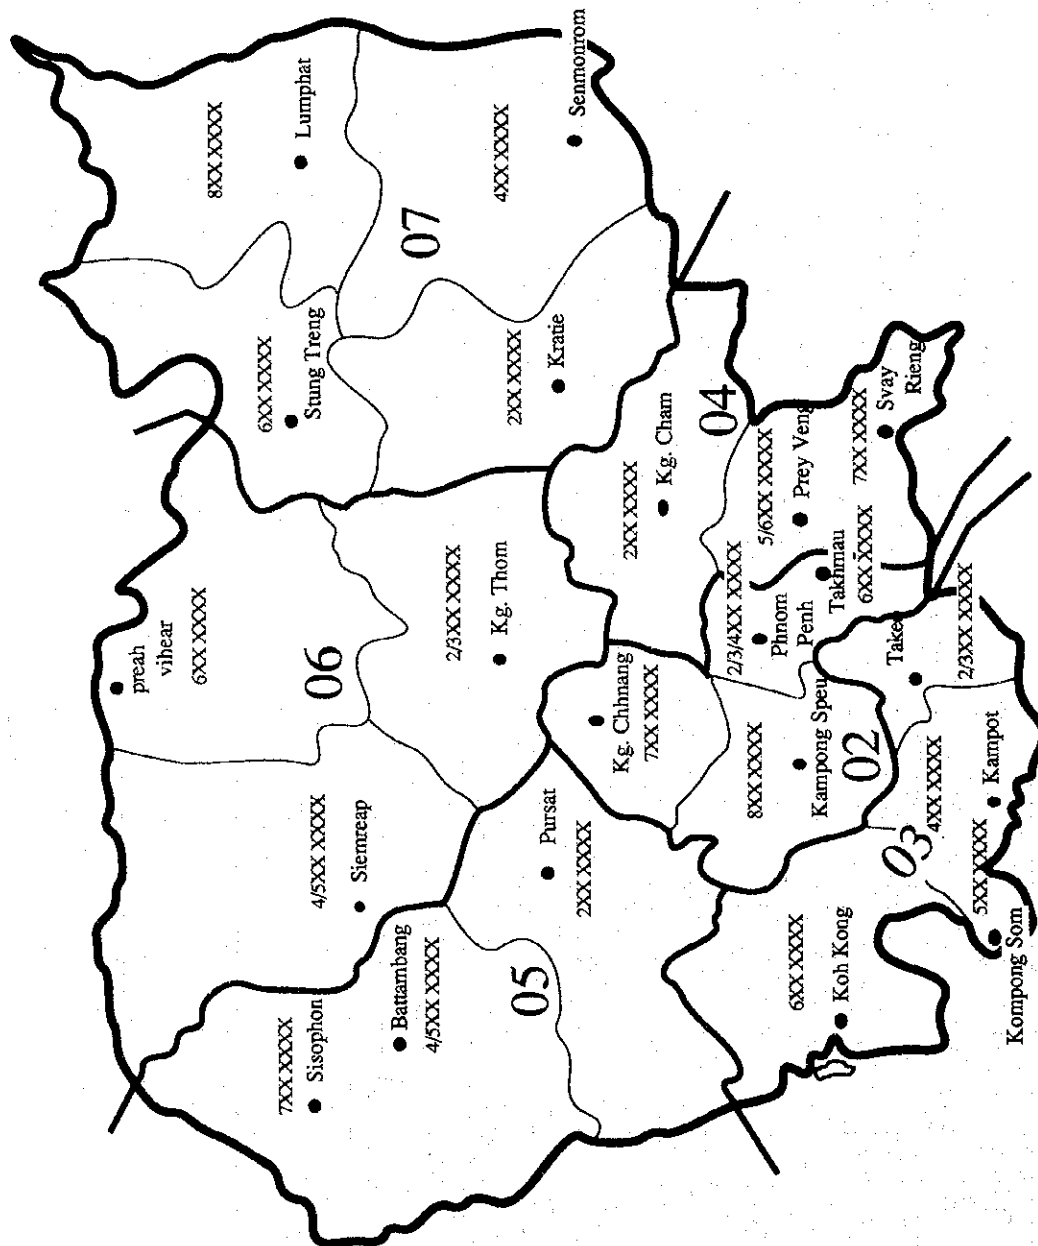 preah
vihear
6XX XXXX
8XX XXXX
Lumphat
6XX XXXX
Stung Treng
06
7XX XXXX
Sisophon
4/5XX XXXX
Siemreap
Battambang
4/5XX XXXX
07
2/3XX XXXX
Kg. Thom
2XX XXXX
Kratie
4XX XXXX
Senmonrom
05
Pursat
2XX XXXX
Kg. Chhnang
7XX XXXX
2XX XXXX
Kg. Cham
04
2/3/4XX XXXX
Phnom
Penh
5/6XX XXXX
Prey Veng
Takhmau
6XX XXXX
7XX XXXX
Svay
Rieng
8XX XXXX
Kampong Speu
02
6XX XXXX
Koh Kong
03
Takeo
2/3XX XXXX
4XX XXXX
Kampot
5XX XXXX
Kompong Som